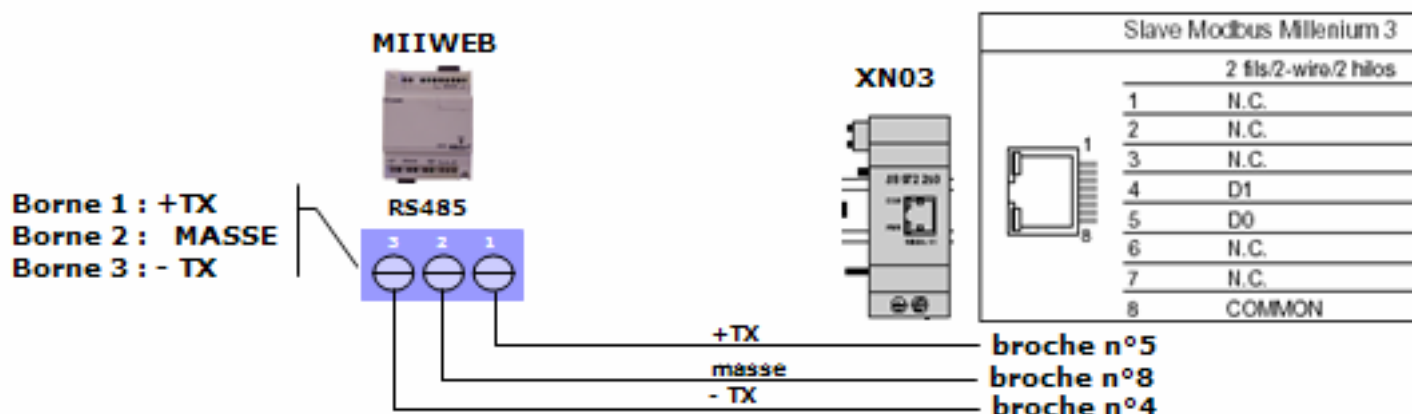 MIIWEB
XN03
RS485
Borne 1 : +TX
Borne 2 : MASSE
Borne 3 : - TX
3 2 1
Slave Modbus Millenium 3
2 fils/2-wire/2 hilos
1 N.C.
2 N.C.
3 N.C.
4 D1
5 D0
6 N.C.
7 N.C.
8 COMMON
1
8
+TX
broche n°5
masse
broche n°8
- TX
broche n°4